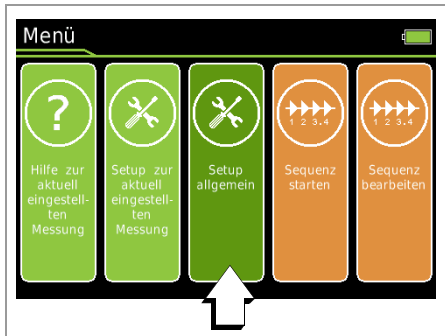 Menü
?
1 2 3.4
1 2 3.4
Hilfe zur
aktuell
eingestell-
ten
Messung
Setup zur
aktuell
eingestell-
ten
Messung
Setup
allgemein
Sequenz
starten
Sequenz
bearbeiten